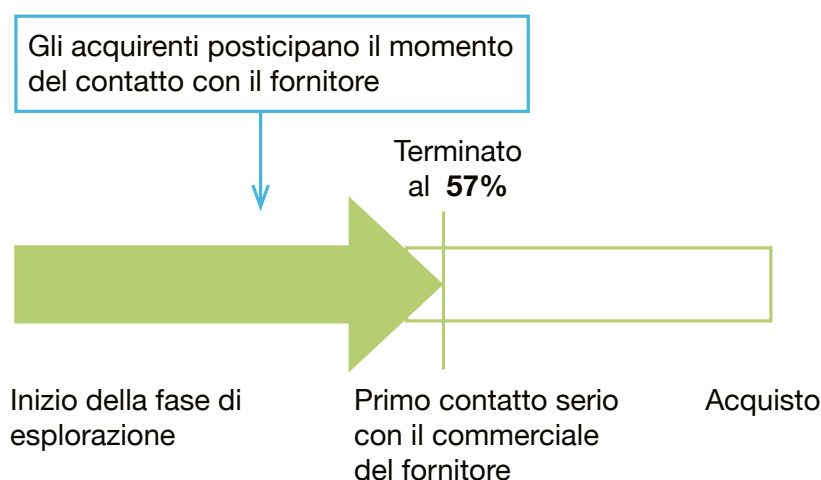 Gli acquirenti posticipano il momento
del contatto con il fornitore
Terminato
al 57%
Inizio della fase di
esplorazione
Primo contatto serio
con il commerciale
del fornitore
Acquisto